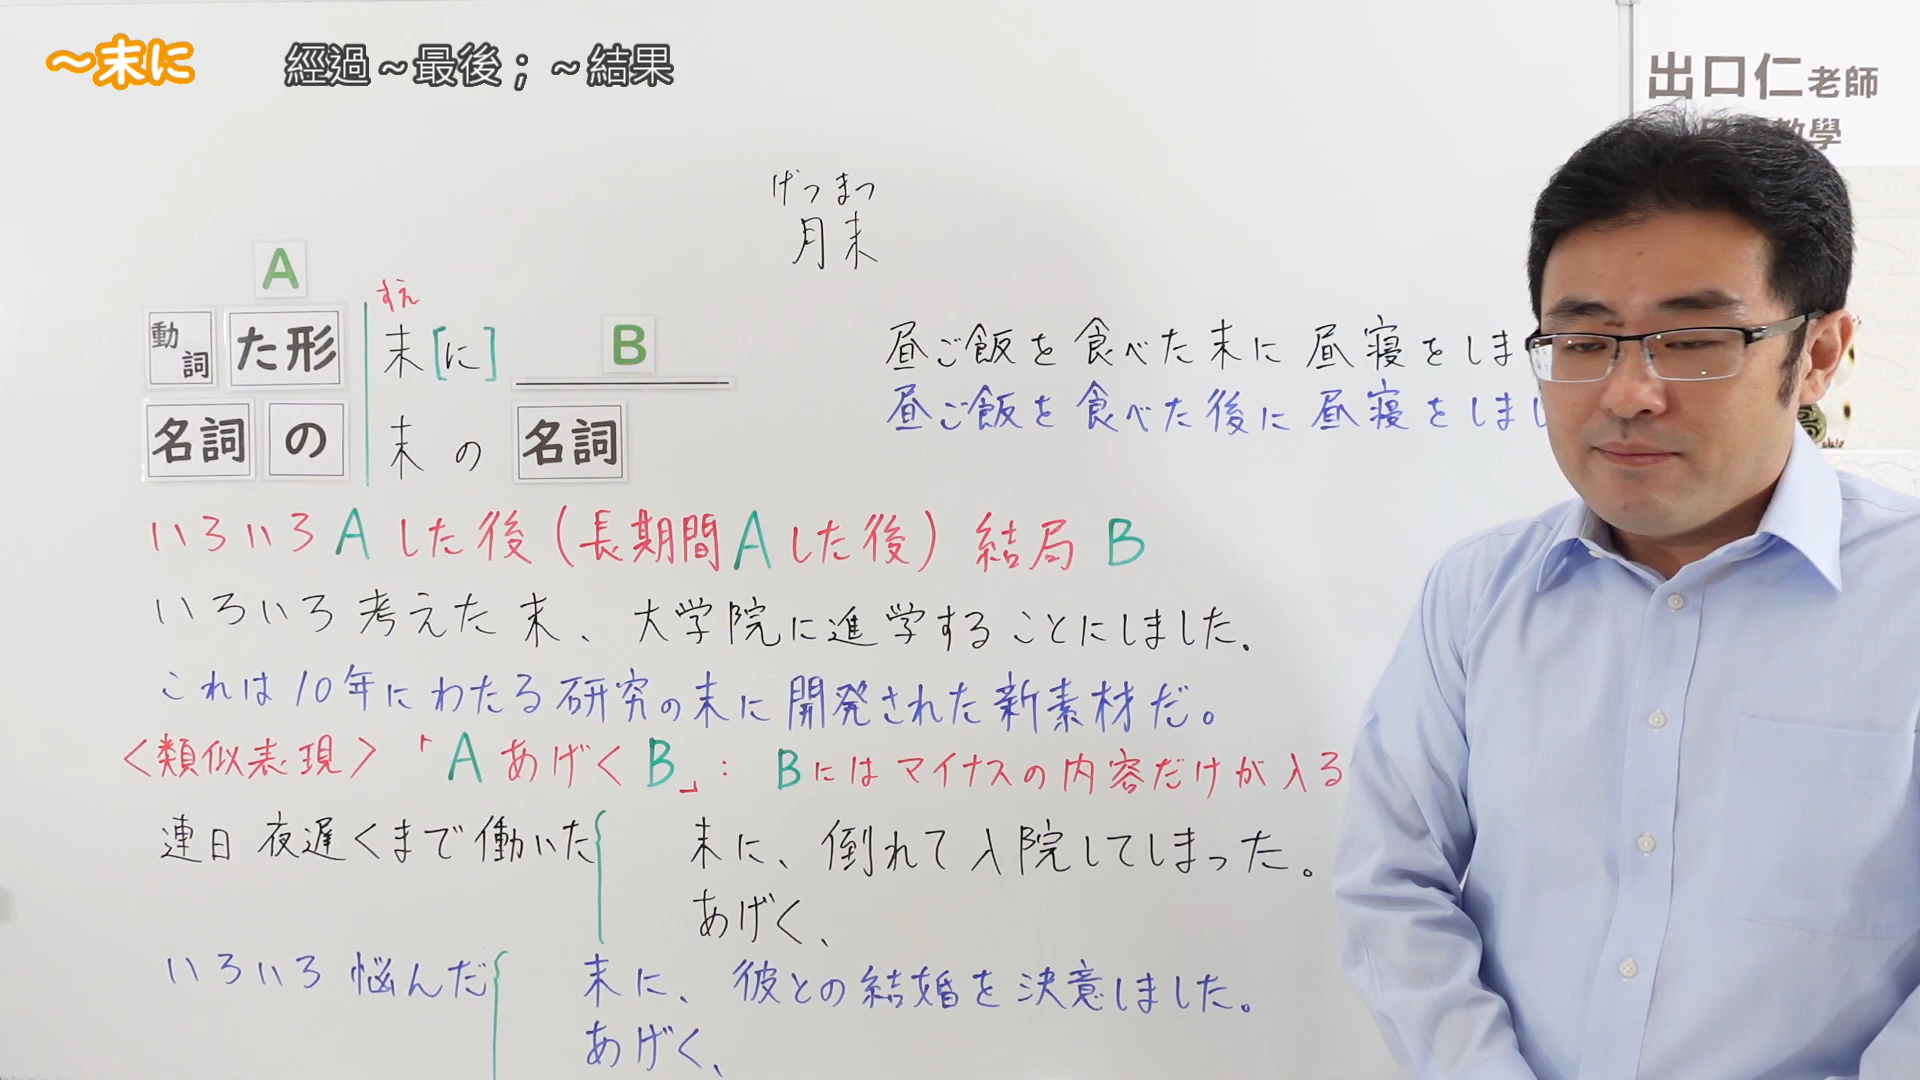 ～末に 經過～最後；～結果
出口仁老師
教學
げつまつ
月末
A
すえ
動詞 た形 末[に] B
名詞 の 末の 名詞
昼ご飯を食べた末に昼寝をしま
昼ご飯を食べた後に昼寝をしまし
いろいろAした後(長期間Aした後)結局B
いろいろ考えた末、大学院に進学することにしました.
これは10年にわたる研究の末に開発された新素材だ。
〈類似表現〉「AあげくB」: Bにはマイナスの内容だけが入る
連日夜遅くまで働いた{末に、倒れて入院してしまった。
あげく、
いろいろ悩んだ{末に、彼との結婚を決意しました。
あげく、